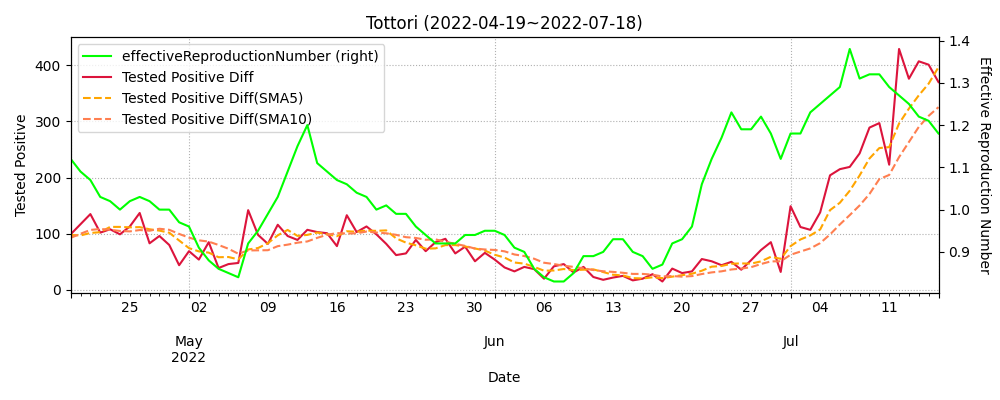 Tottori (2022-04-19~2022-07-18)
effectiveReproductionNumber (right)
Tested Positive Diff
Tested Positive Diff(SMA5)
Tested Positive Diff(SMA10)
Tested Positive
400
300
200
100
0
1.4
1.3
1.2
1.1
1.0
0.9
Effective Reproduction Number
25 02 09 16 23 30 06 13 20 27 04 11
May Jun Jul
2022
Date